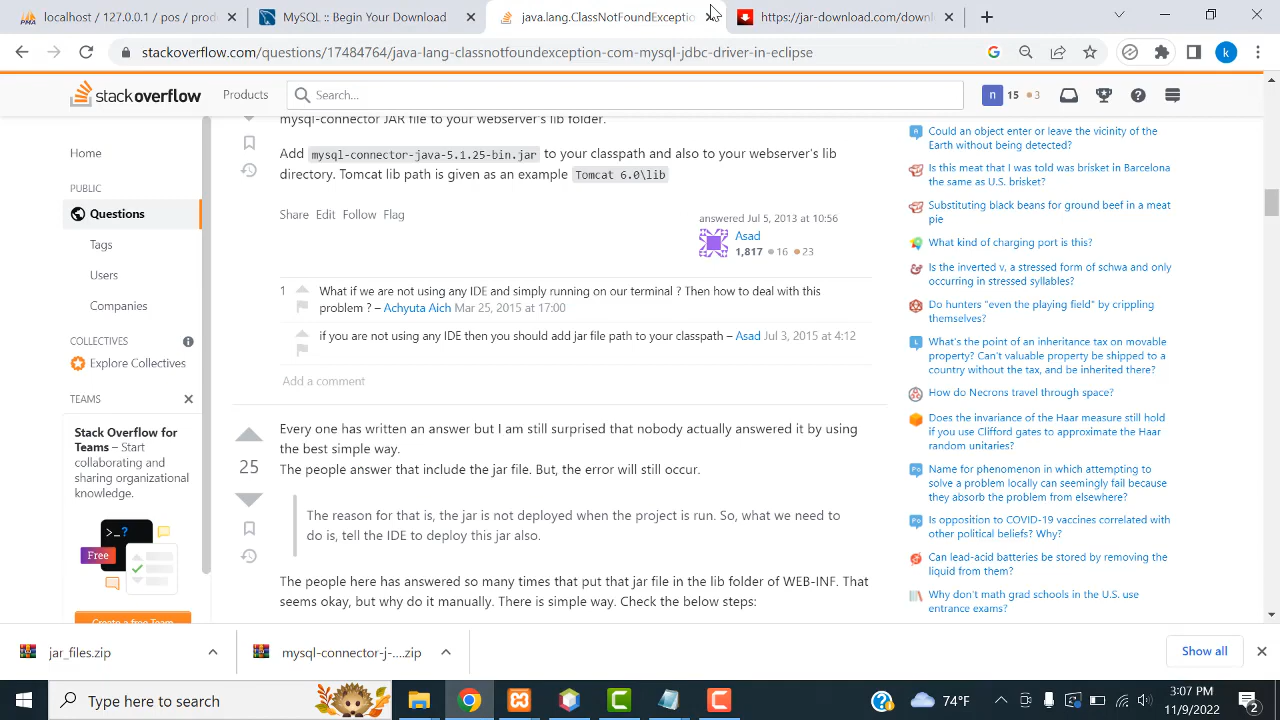 localhost / 127.0.0.1 / pos / prod
MySQL :: Begin Your Download
java.lang.ClassNotFoundExceptio
https://jar-download.com/downl
stackoverflow.com/questions/17484764/java-lang-classnotfoundexception-com-mysql-jdbc-driver-in-eclipse
k
stackoverflow
Products
Search...
n 15 3
Home
PUBLIC
Questions
Tags
Users
Companies
COLLECTIVES
Explore Collectives
TEAMS
Stack Overflow for
Teams – Start
collaborating and
sharing organizational
knowledge.
>_ ?
Free
Create a free Team
mysql-connector JAR file to your webserver's lib folder.
Add mysql-connector-java-5.1.25-bin.jar to your classpath and also to your webserver's lib
directory. Tomcat lib path is given as an example Tomcat 6.0\lib
Share Edit Follow Flag
answered Jul 5, 2013 at 10:56
Asad
1,817 16 23
1 What if we are not using any IDE and simply running on our terminal ? Then how to deal with this
problem ? – Achyuta Aich Mar 25, 2015 at 17:00
if you are not using any IDE then you should add jar file path to your classpath – Asad Jul 3, 2015 at 4:12
Add a comment
25
Every one has written an answer but I am still surprised that nobody actually answered it by using
the best simple way.
The people answer that include the jar file. But, the error will still occur.
The reason for that is, the jar is not deployed when the project is run. So, what we need to
do is, tell the IDE to deploy this jar also.
The people here has answered so many times that put that jar file in the lib folder of WEB-INF. That
seems okay, but why do it manually. There is simple way. Check the below steps:
Could an object enter or leave the vicinity of the
Earth without being detected?
Is this meat that I was told was brisket in Barcelona
the same as U.S. brisket?
Substituting black beans for ground beef in a meat
pie
What kind of charging port is this?
Is the inverted v, a stressed form of schwa and only
occurring in stressed syllables?
Do hunters "even the playing field" by crippling
themselves?
What's the point of an inheritance tax on movable
property? Can't valuable property be shipped to a
country without the tax, and be inherited there?
How do Necrons travel through space?
Does the invariance of the Haar measure still hold
if you use Clifford gates to approximate the Haar
random unitaries?
Name for phenomenon in which attempting to
solve a problem locally can seemingly fail because
they absorb the problem from elsewhere?
Is opposition to COVID-19 vaccines correlated with
other political beliefs? Why?
Can lead-acid batteries be stored by removing the
liquid from them?
Why don't math grad schools in the U.S. use
entrance exams?
jar_files.zip
mysql-connector-j-....zip
Show all
Type here to search
74°F
3:07 PM
11/9/2022
2